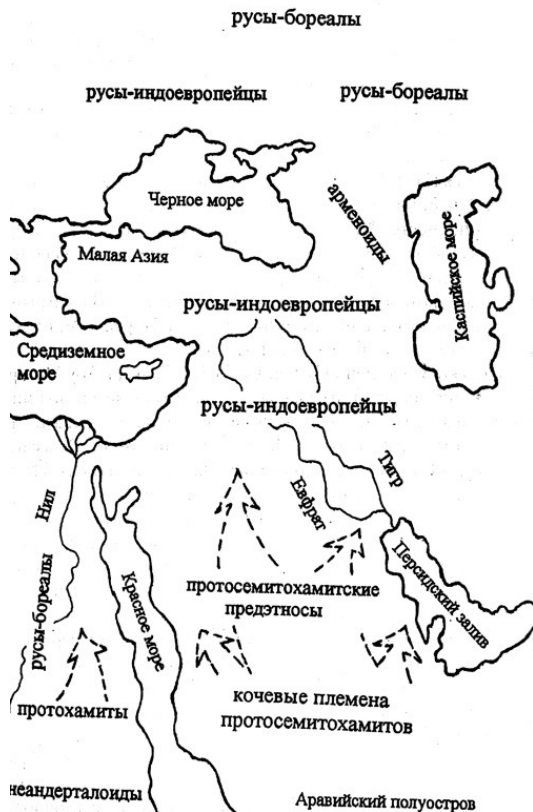 русы-бореалы
русы-индоевропейцы
русы-бореалы
Черное море
арменоиды
Каспийское море
Малая Азия
русы-индоевропейцы
Средиземное
море
русы-индоевропейцы
Тигр
Евфрат
Нил
Красное море
Персидский залив
протосемитохамитские
предэтносы
русы-бореалы
кочевые племена
протосемитохамитов
протохамиты
неандерталоиды
Аравийский полуостров